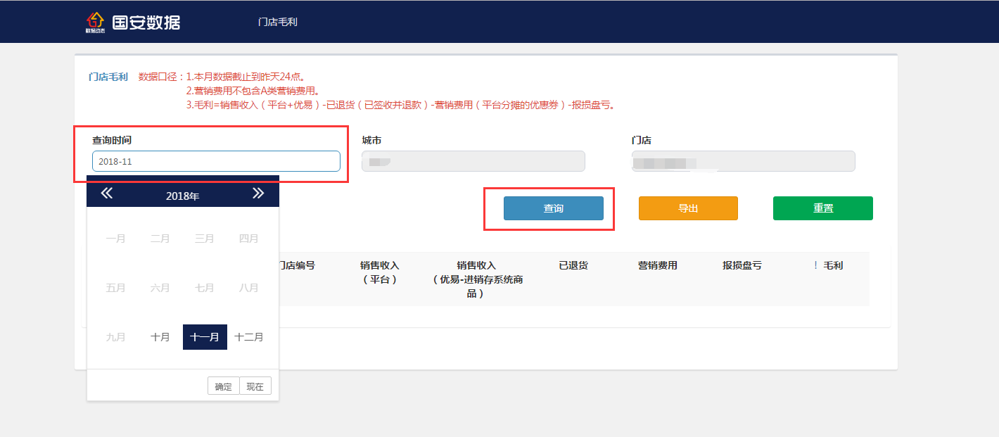 数据动态
国安数据
门店毛利
门店毛利 数据口径：1.本月数据截止到昨天24点。
2.营销费用不包含A类营销费用。
3.毛利=销售收入（平台+优易）-已退货（已签收并退款）-营销费用（平台分摊的优惠券）-报损盘亏。
查询时间 城市 门店
2018-11
2018年
查询 导出 重置
一月 二月 三月 四月
门店编号 销售收入 销售收入 已退货 营销费用 报损盘亏 ！毛利
（平台） （优易-进销存系统商
五月 六月 七月 八月
品）
九月 十月 十一月 十二月
确定 现在